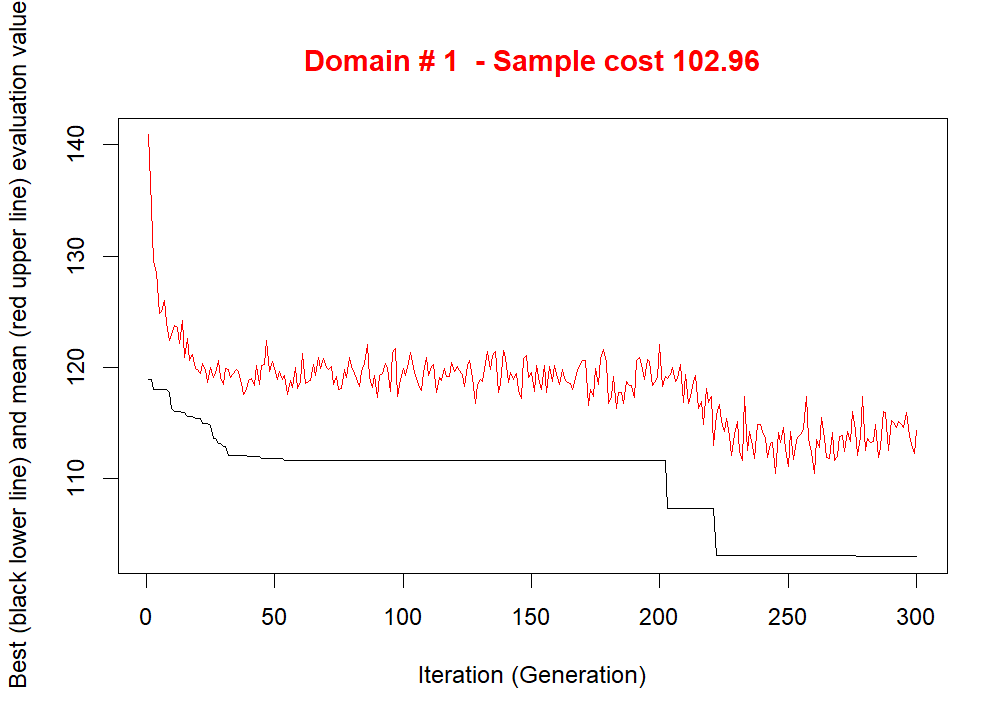 Domain # 1  - Sample cost 102.96
Best (black lower line) and mean (red upper line) evaluation value
140
130
120
110
0 50 100 150 200 250 300
Iteration (Generation)